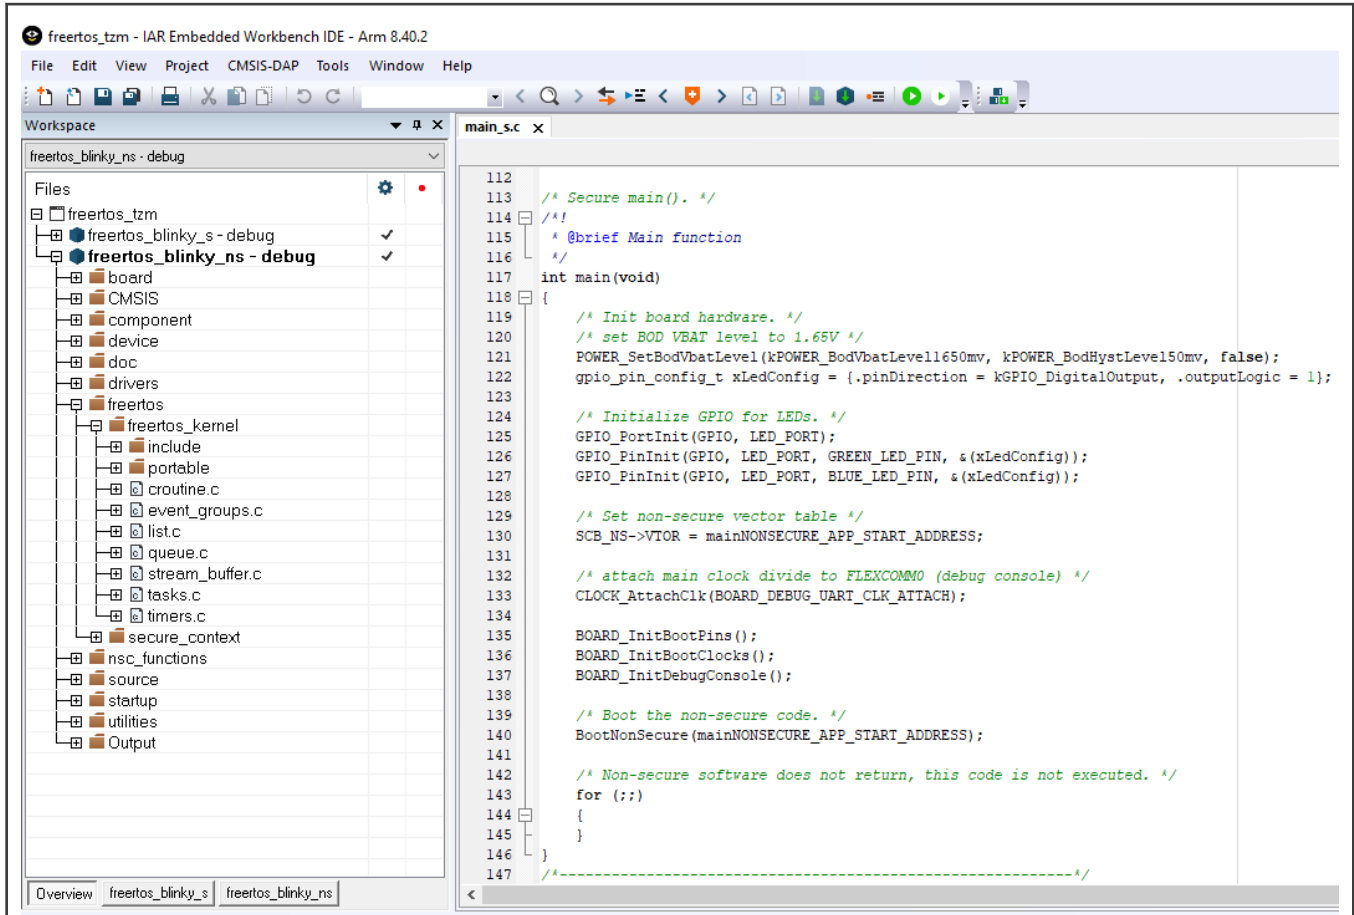 freertos_tzm - IAR Embedded Workbench IDE - Arm 8.40.2
File Edit View Project CMSIS-DAP Tools Window Help
Workspace
freertos_blinky_ns - debug
Files
freertos_tzm
freertos_blinky_s - debug
freertos_blinky_ns - debug
board
CMSIS
component
device
doc
drivers
freertos
freertos_kernel
include
portable
croutine.c
event_groups.c
list.c
queue.c
stream_buffer.c
tasks.c
timers.c
secure_context
nsc_functions
source
startup
utilities
Output
Overview freertos_blinky_s freertos_blinky_ns
main_s.c
112
113 /* Secure main(). */
114 /*!
115 * @brief Main function
116 */
117 int main(void)
118 {
119 /* Init board hardware. */
120 /* set BOD VBAT level to 1.65V */
121 POWER_SetBodVbatLevel(kPOWER_BodVbatLevel1650mv, kPOWER_BodHystLevel50mv, false);
122 gpio_pin_config_t xLedConfig = {.pinDirection = kGPIO_DigitalOutput, .outputLogic = 1};
123
124 /* Initialize GPIO for LEDs. */
125 GPIO_PortInit(GPIO, LED_PORT);
126 GPIO_PinInit(GPIO, LED_PORT, GREEN_LED_PIN, &(xLedConfig));
127 GPIO_PinInit(GPIO, LED_PORT, BLUE_LED_PIN, &(xLedConfig));
128
129 /* Set non-secure vector table */
130 SCB_NS->VTOR = mainNONSECURE_APP_START_ADDRESS;
131
132 /* attach main clock divide to FLEXCOMM0 (debug console) */
133 CLOCK_AttachClk(BOARD_DEBUG_UART_CLK_ATTACH);
134
135 BOARD_InitBootPins();
136 BOARD_InitBootClocks();
137 BOARD_InitDebugConsole();
138
139 /* Boot the non-secure code. */
140 BootNonSecure(mainNONSECURE_APP_START_ADDRESS);
141
142 /* Non-secure software does not return, this code is not executed. */
143 for (;;)
144 {
145 }
146 }
147 /*-----------------------------------------------------------*/